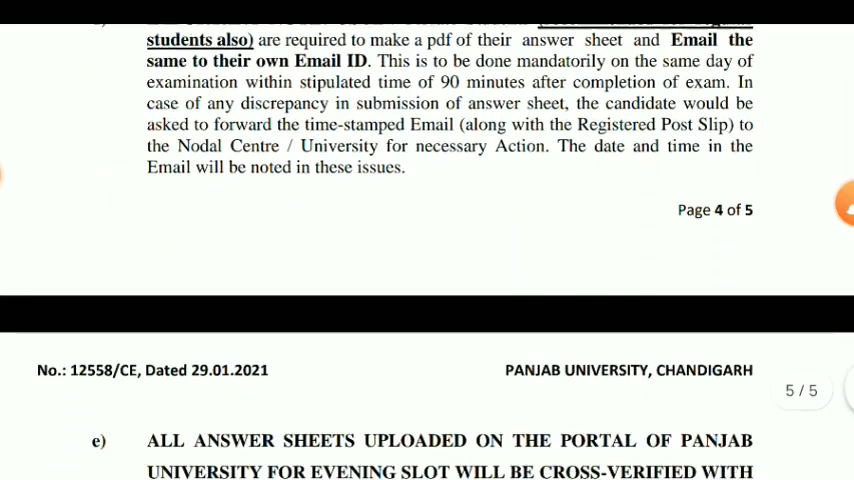 students also) are required to make a pdf of their answer sheet and Email the
same to their own Email ID. This is to be done mandatorily on the same day of
examination within stipulated time of 90 minutes after completion of exam. In
case of any discrepancy in submission of answer sheet, the candidate would be
asked to forward the time-stamped Email (along with the Registered Post Slip) to
the Nodal Centre / University for necessary Action. The date and time in the
Email will be noted in these issues.
Page 4 of 5
No.: 12558/CE, Dated 29.01.2021 PANJAB UNIVERSITY, CHANDIGARH
5 / 5
e) ALL ANSWER SHEETS UPLOADED ON THE PORTAL OF PANJAB
UNIVERSITY FOR EVENING SLOT WILL BE CROSS-VERIFIED WITH